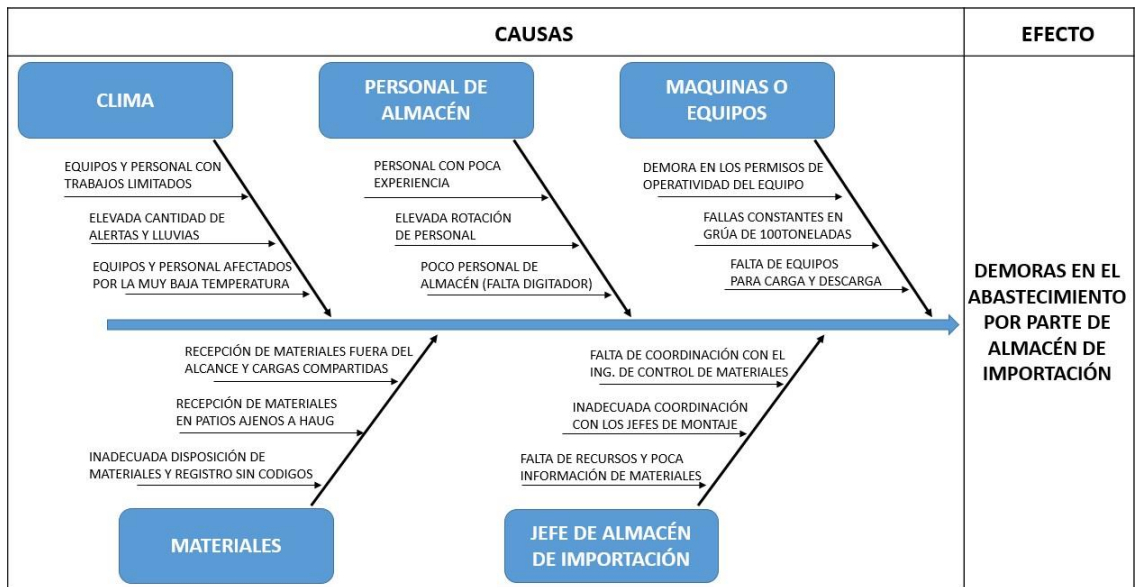 CAUSAS
EFECTO
CLIMA
PERSONAL DE
ALMACÉN
MAQUINAS O
EQUIPOS
EQUIPOS Y PERSONAL CON
TRABAJOS LIMITADOS
ELEVADA CANTIDAD DE
ALERTAS Y LLUVIAS
EQUIPOS Y PERSONAL AFECTADOS
POR LA MUY BAJA TEMPERATURA
PERSONAL CON POCA
EXPERIENCIA
ELEVADA ROTACIÓN
DE PERSONAL
POCO PERSONAL DE
ALMACÉN (FALTA DIGITADOR)
DEMORA EN LOS PERMISOS DE
OPERATIVIDAD DEL EQUIPO
FALLAS CONSTANTES EN
GRÚA DE 100TONELADAS
FALTA DE EQUIPOS
PARA CARGA Y DESCARGA
DEMORAS EN EL
ABASTECIMIENTO
POR PARTE DE
ALMACÉN DE
IMPORTACIÓN
RECEPCIÓN DE MATERIALES FUERA DEL
ALCANCE Y CARGAS COMPARTIDAS
RECEPCIÓN DE MATERIALES
EN PATIOS AJENOS A HAUG
INADECUADA DISPOSICIÓN DE
MATERIALES Y REGISTRO SIN CODIGOS
FALTA DE COORDINACIÓN CON EL
ING. DE CONTROL DE MATERIALES
INADECUADA COORDINACIÓN
CON LOS JEFES DE MONTAJE
FALTA DE RECURSOS Y POCA
INFORMACIÓN DE MATERIALES
MATERIALES
JEFE DE ALMACÉN
DE IMPORTACIÓN